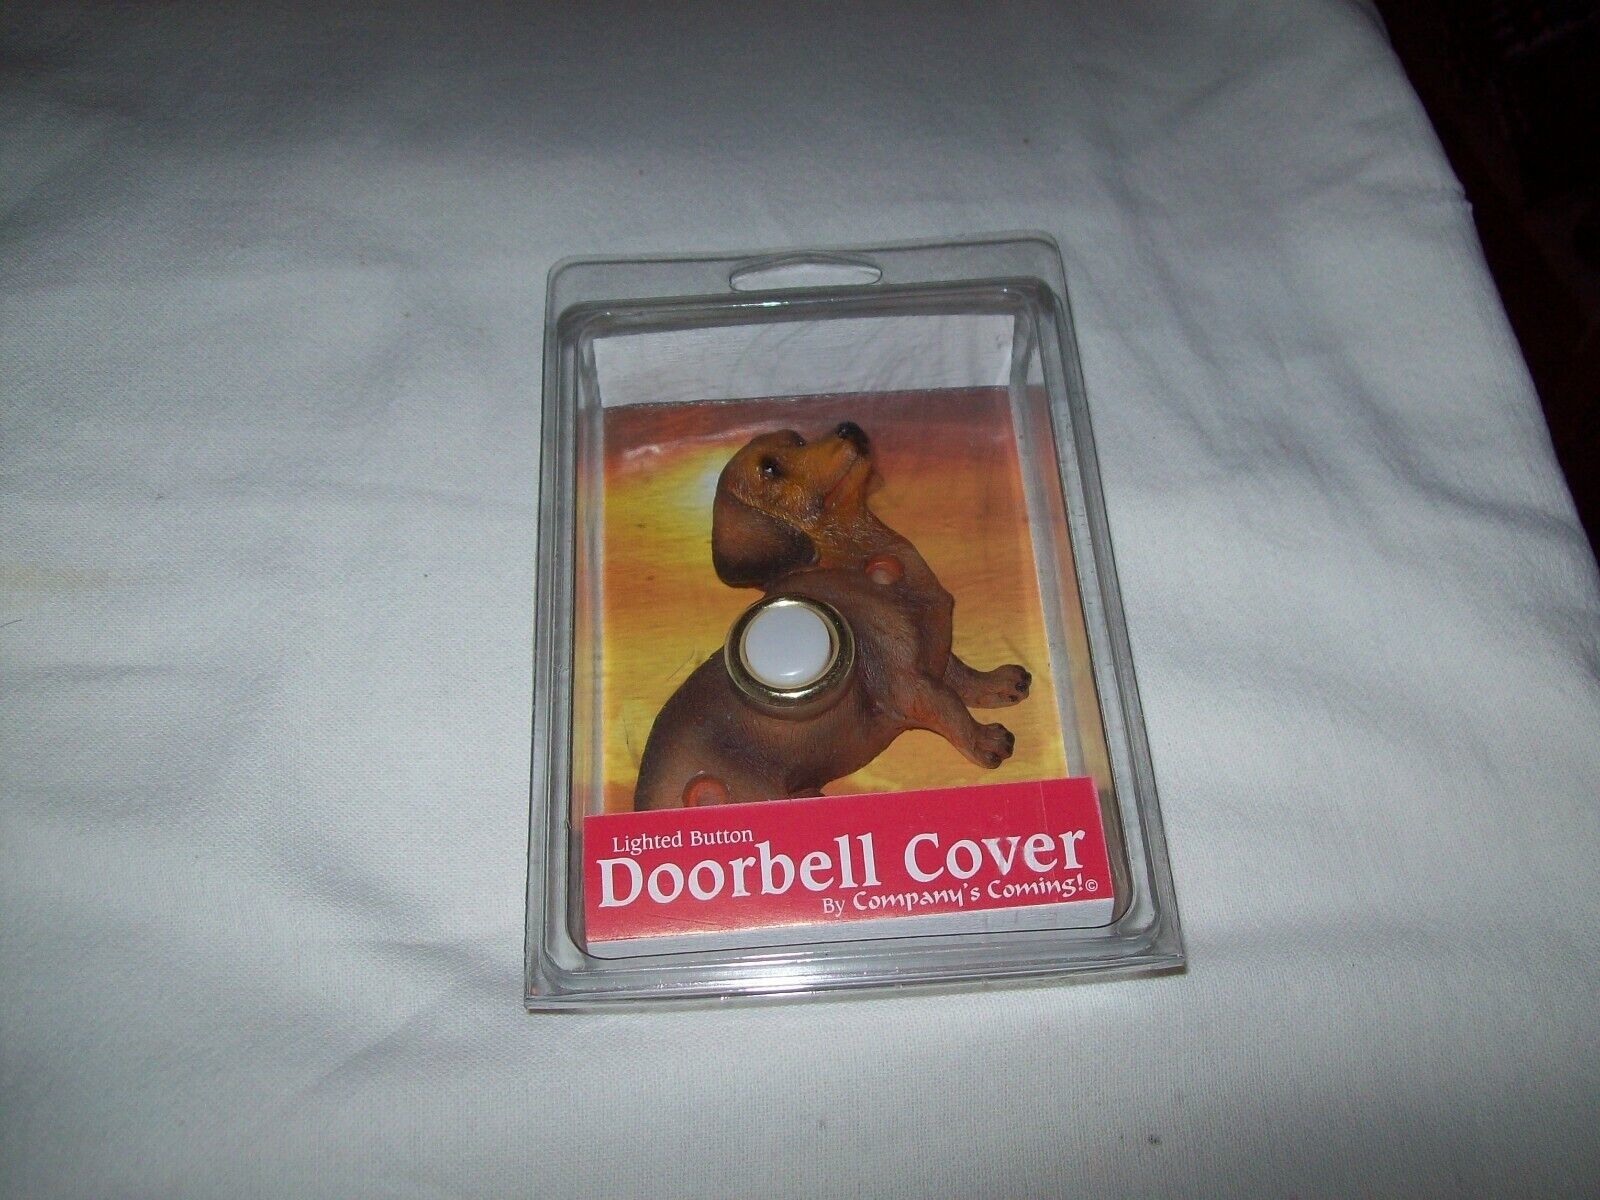 Lighted Button
Doorbell Cover
By Company's Coming!©